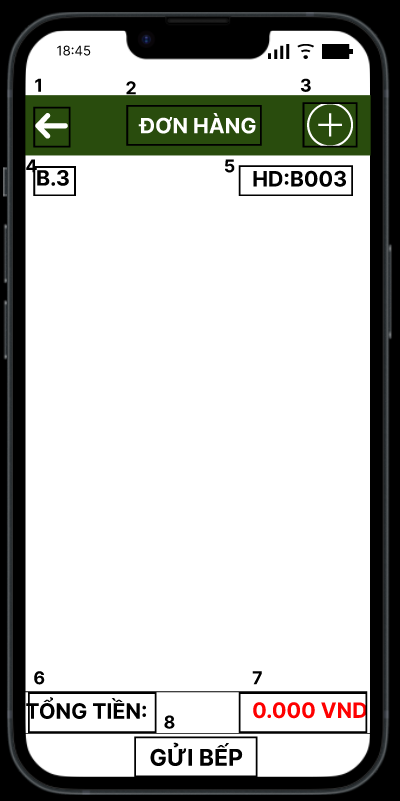 18:45
1 2 3
ĐƠN HÀNG
4 5
B.3 HD:B003
6 7
TỔNG TIỀN: 0.000 VND
8
GỬI BẾP